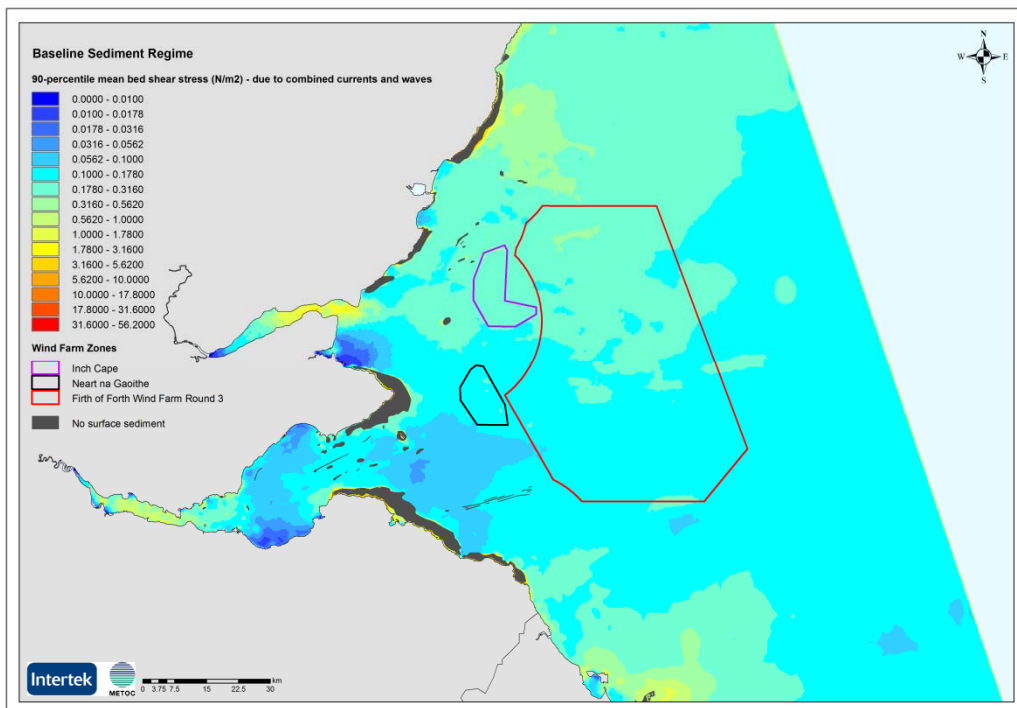 Baseline Sediment Regime
90-percentile mean bed shear stress (N/m2) - due to combined currents and waves
0.0000 - 0.0100
0.0100 - 0.0178
0.0178 - 0.0316
0.0316 - 0.0562
0.0562 - 0.1000
0.1000 - 0.1780
0.1780 - 0.3160
0.3160 - 0.5620
0.5620 - 1.0000
1.0000 - 1.7800
1.7800 - 3.1600
3.1600 - 5.6200
5.6200 - 10.0000
10.0000 - 17.8000
17.8000 - 31.6000
31.6000 - 56.2000
Wind Farm Zones
Inch Cape
Neart na Gaoithe
Firth of Forth Wind Farm Round 3
No surface sediment
N
W E
S
Intertek
METOC
km
0 3.75 7.5 15 22.5 30